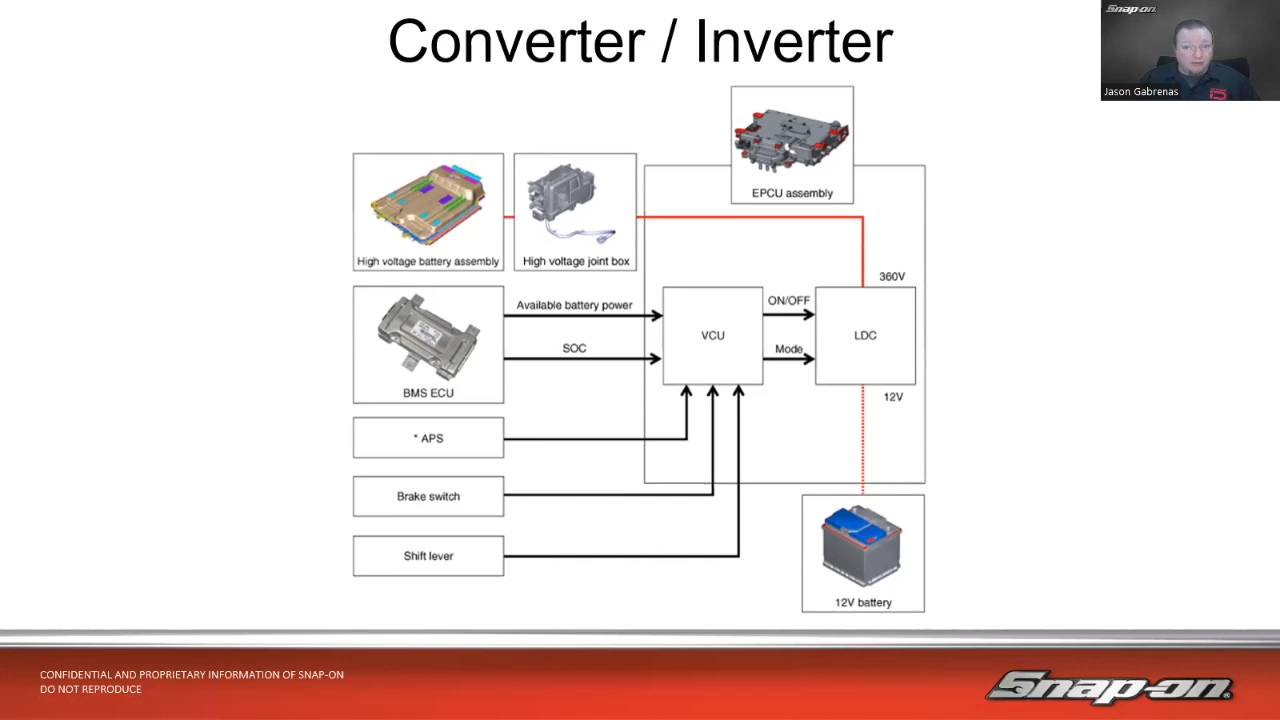 Converter / Inverter
Snap-on
Jason Gabrenas
EPCU assembly
High voltage battery assembly
High voltage joint box
360V
Available battery power
ON/OFF
VCU
LDC
SOC
Mode
BMS ECU
12V
* APS
Brake switch
Shift lever
12V battery
CONFIDENTIAL AND PROPRIETARY INFORMATION OF SNAP-ON
DO NOT REPRODUCE
Snap-on®